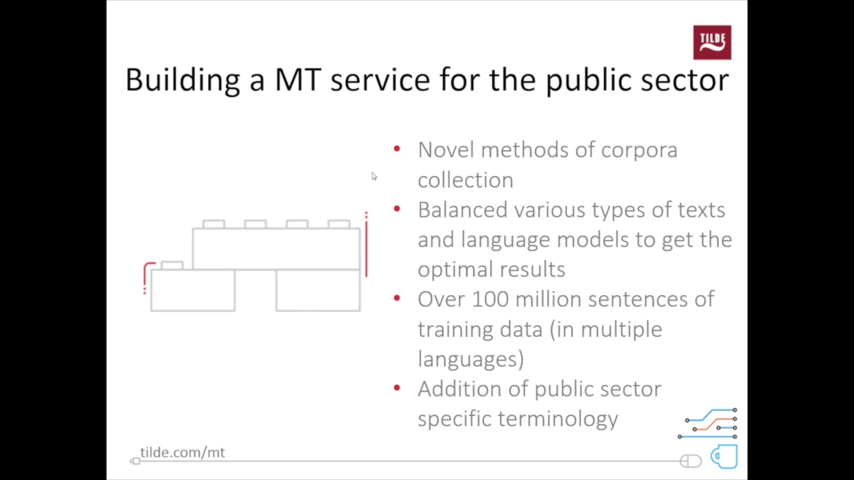 TILDE
Building a MT service for the public sector
• Novel methods of corpora
collection
• Balanced various types of texts
and language models to get the
optimal results
• Over 100 million sentences of
training data (in multiple
languages)
• Addition of public sector
specific terminology
tilde.com/mt